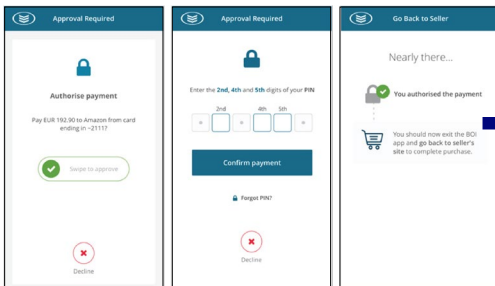 Approval Required
Authorise payment
Pay EUR 192.90 to Amazon from card
ending in ~2111?
Swipe to approve
Decline
Approval Required
Enter the 2nd, 4th and 5th digits of your PIN
2nd 4th 5th
Confirm payment
Forgot PIN?
Decline
Go Back to Seller
Nearly there...
You authorised the payment
You should now exit the BOI
app and go back to seller's
site to complete purchase.